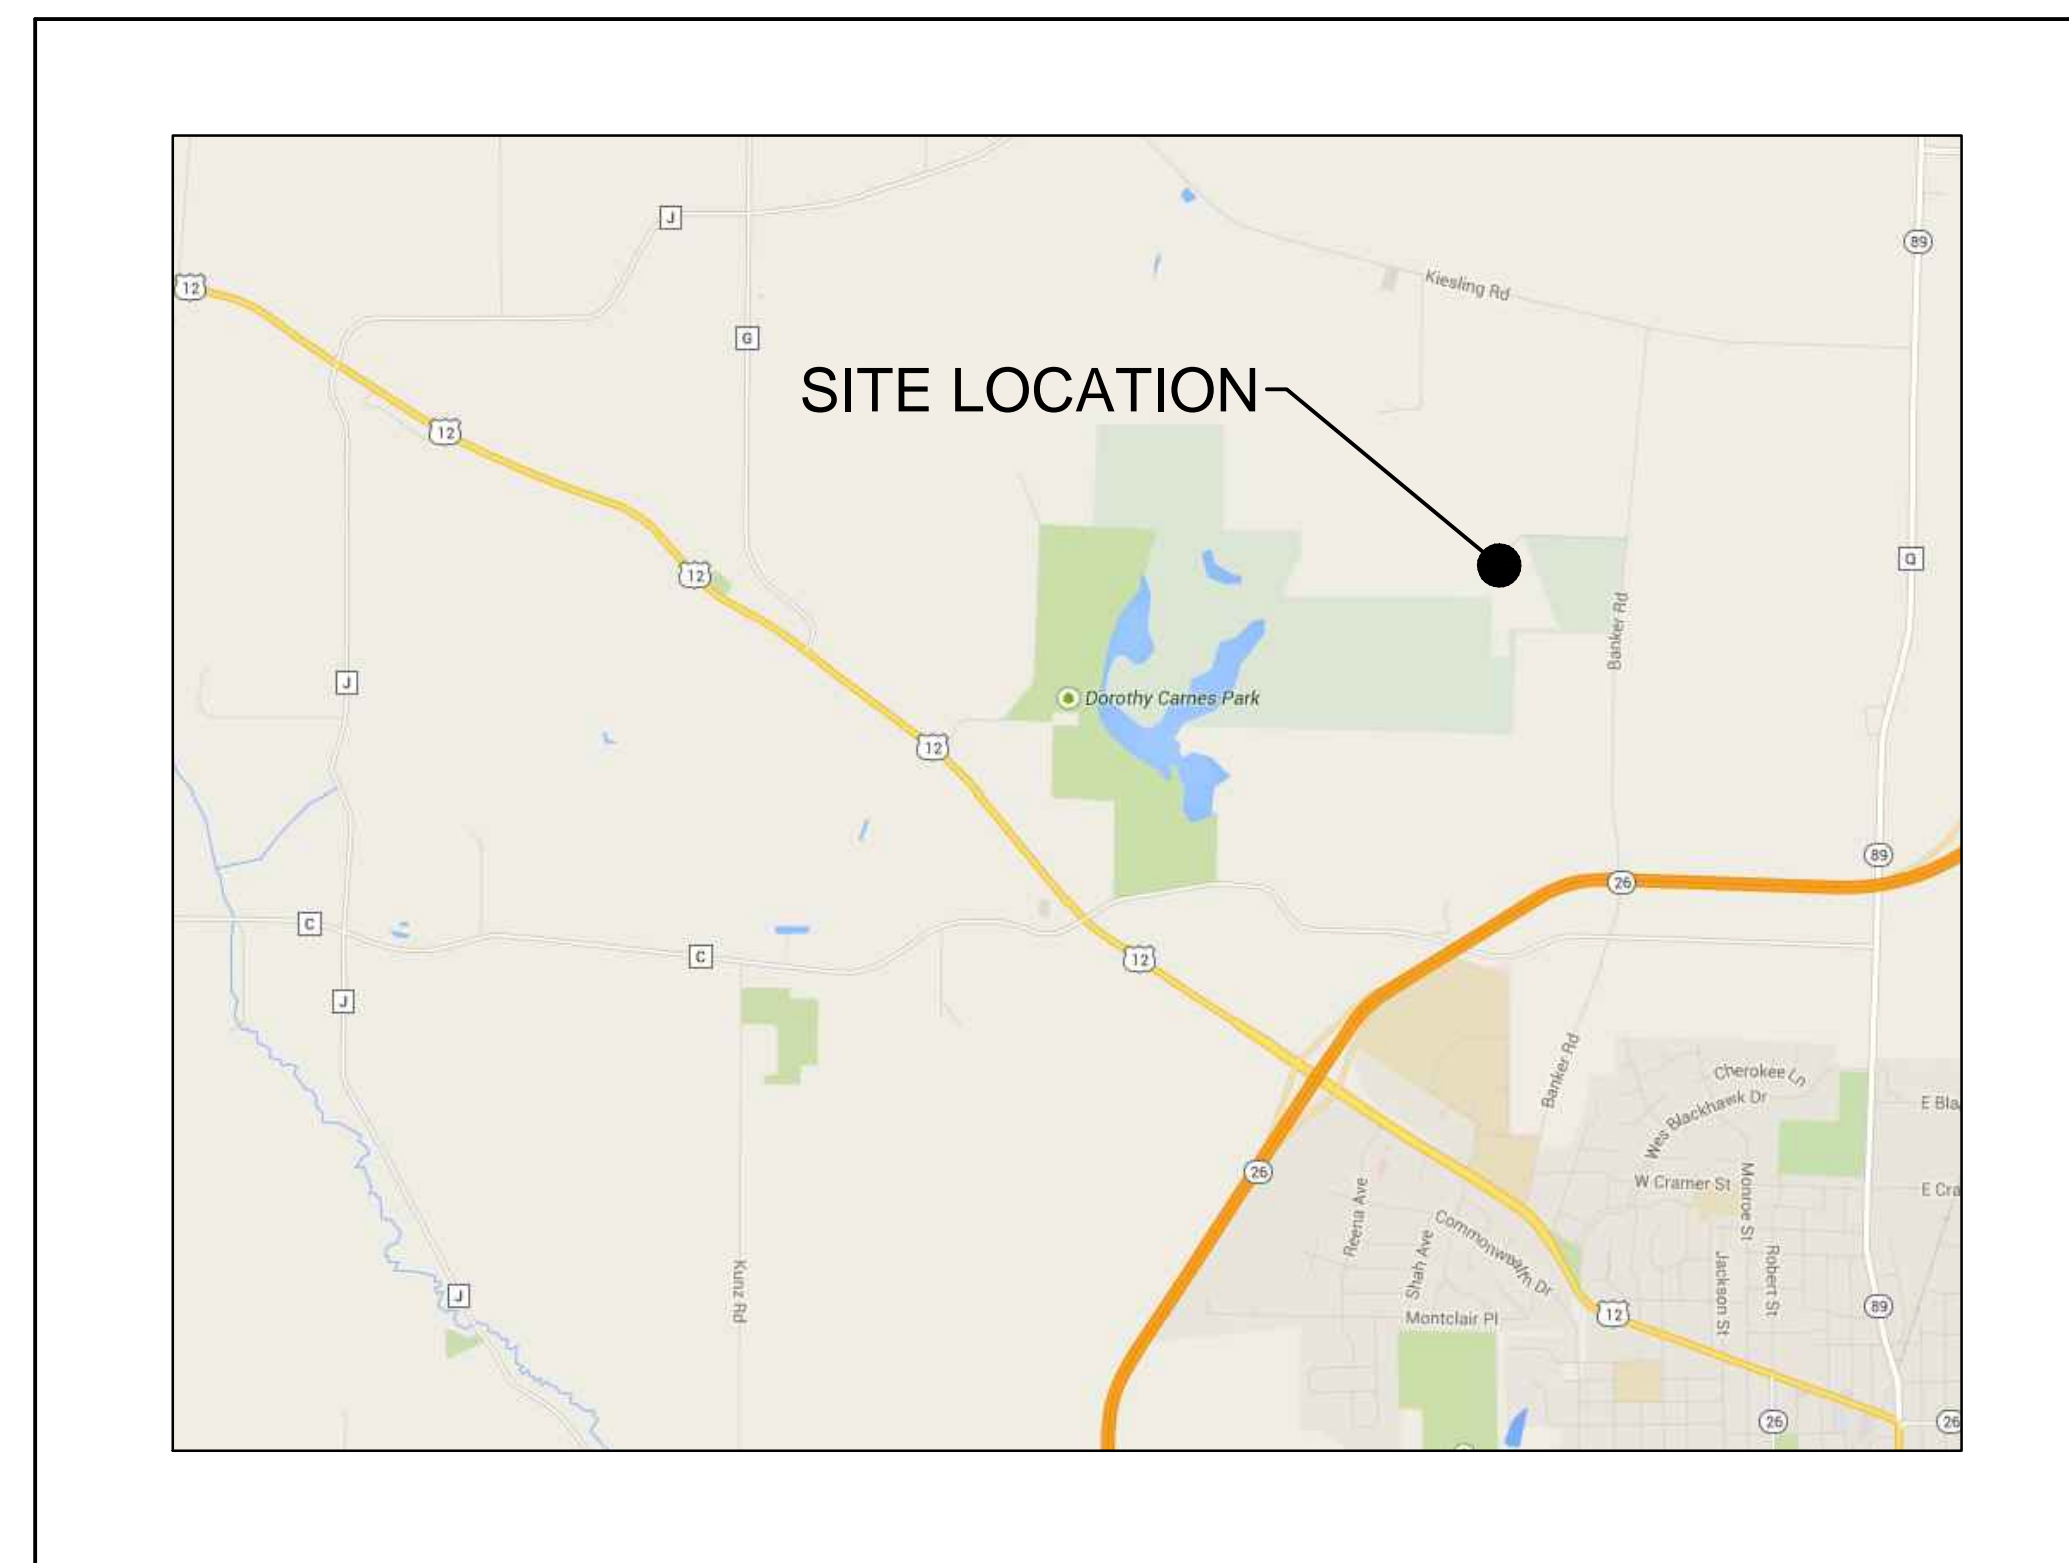 J
89
12
Kiesling Rd
G
SITE LOCATION
12
Q
12
Banker Rd
J
Dorothy Carnes Park
12
89
26
C
C
12
J
Banker Rd
Cherokee Ln
Wes Blackhawk Dr
E Bla
26
W Cramer St
Monroe St
E Cra
Reena Ave
Commonwealth Dr
Shah Ave
Jackson St
Robert St
Kunz Rd
J
Montclair Pl
12
89
26
26